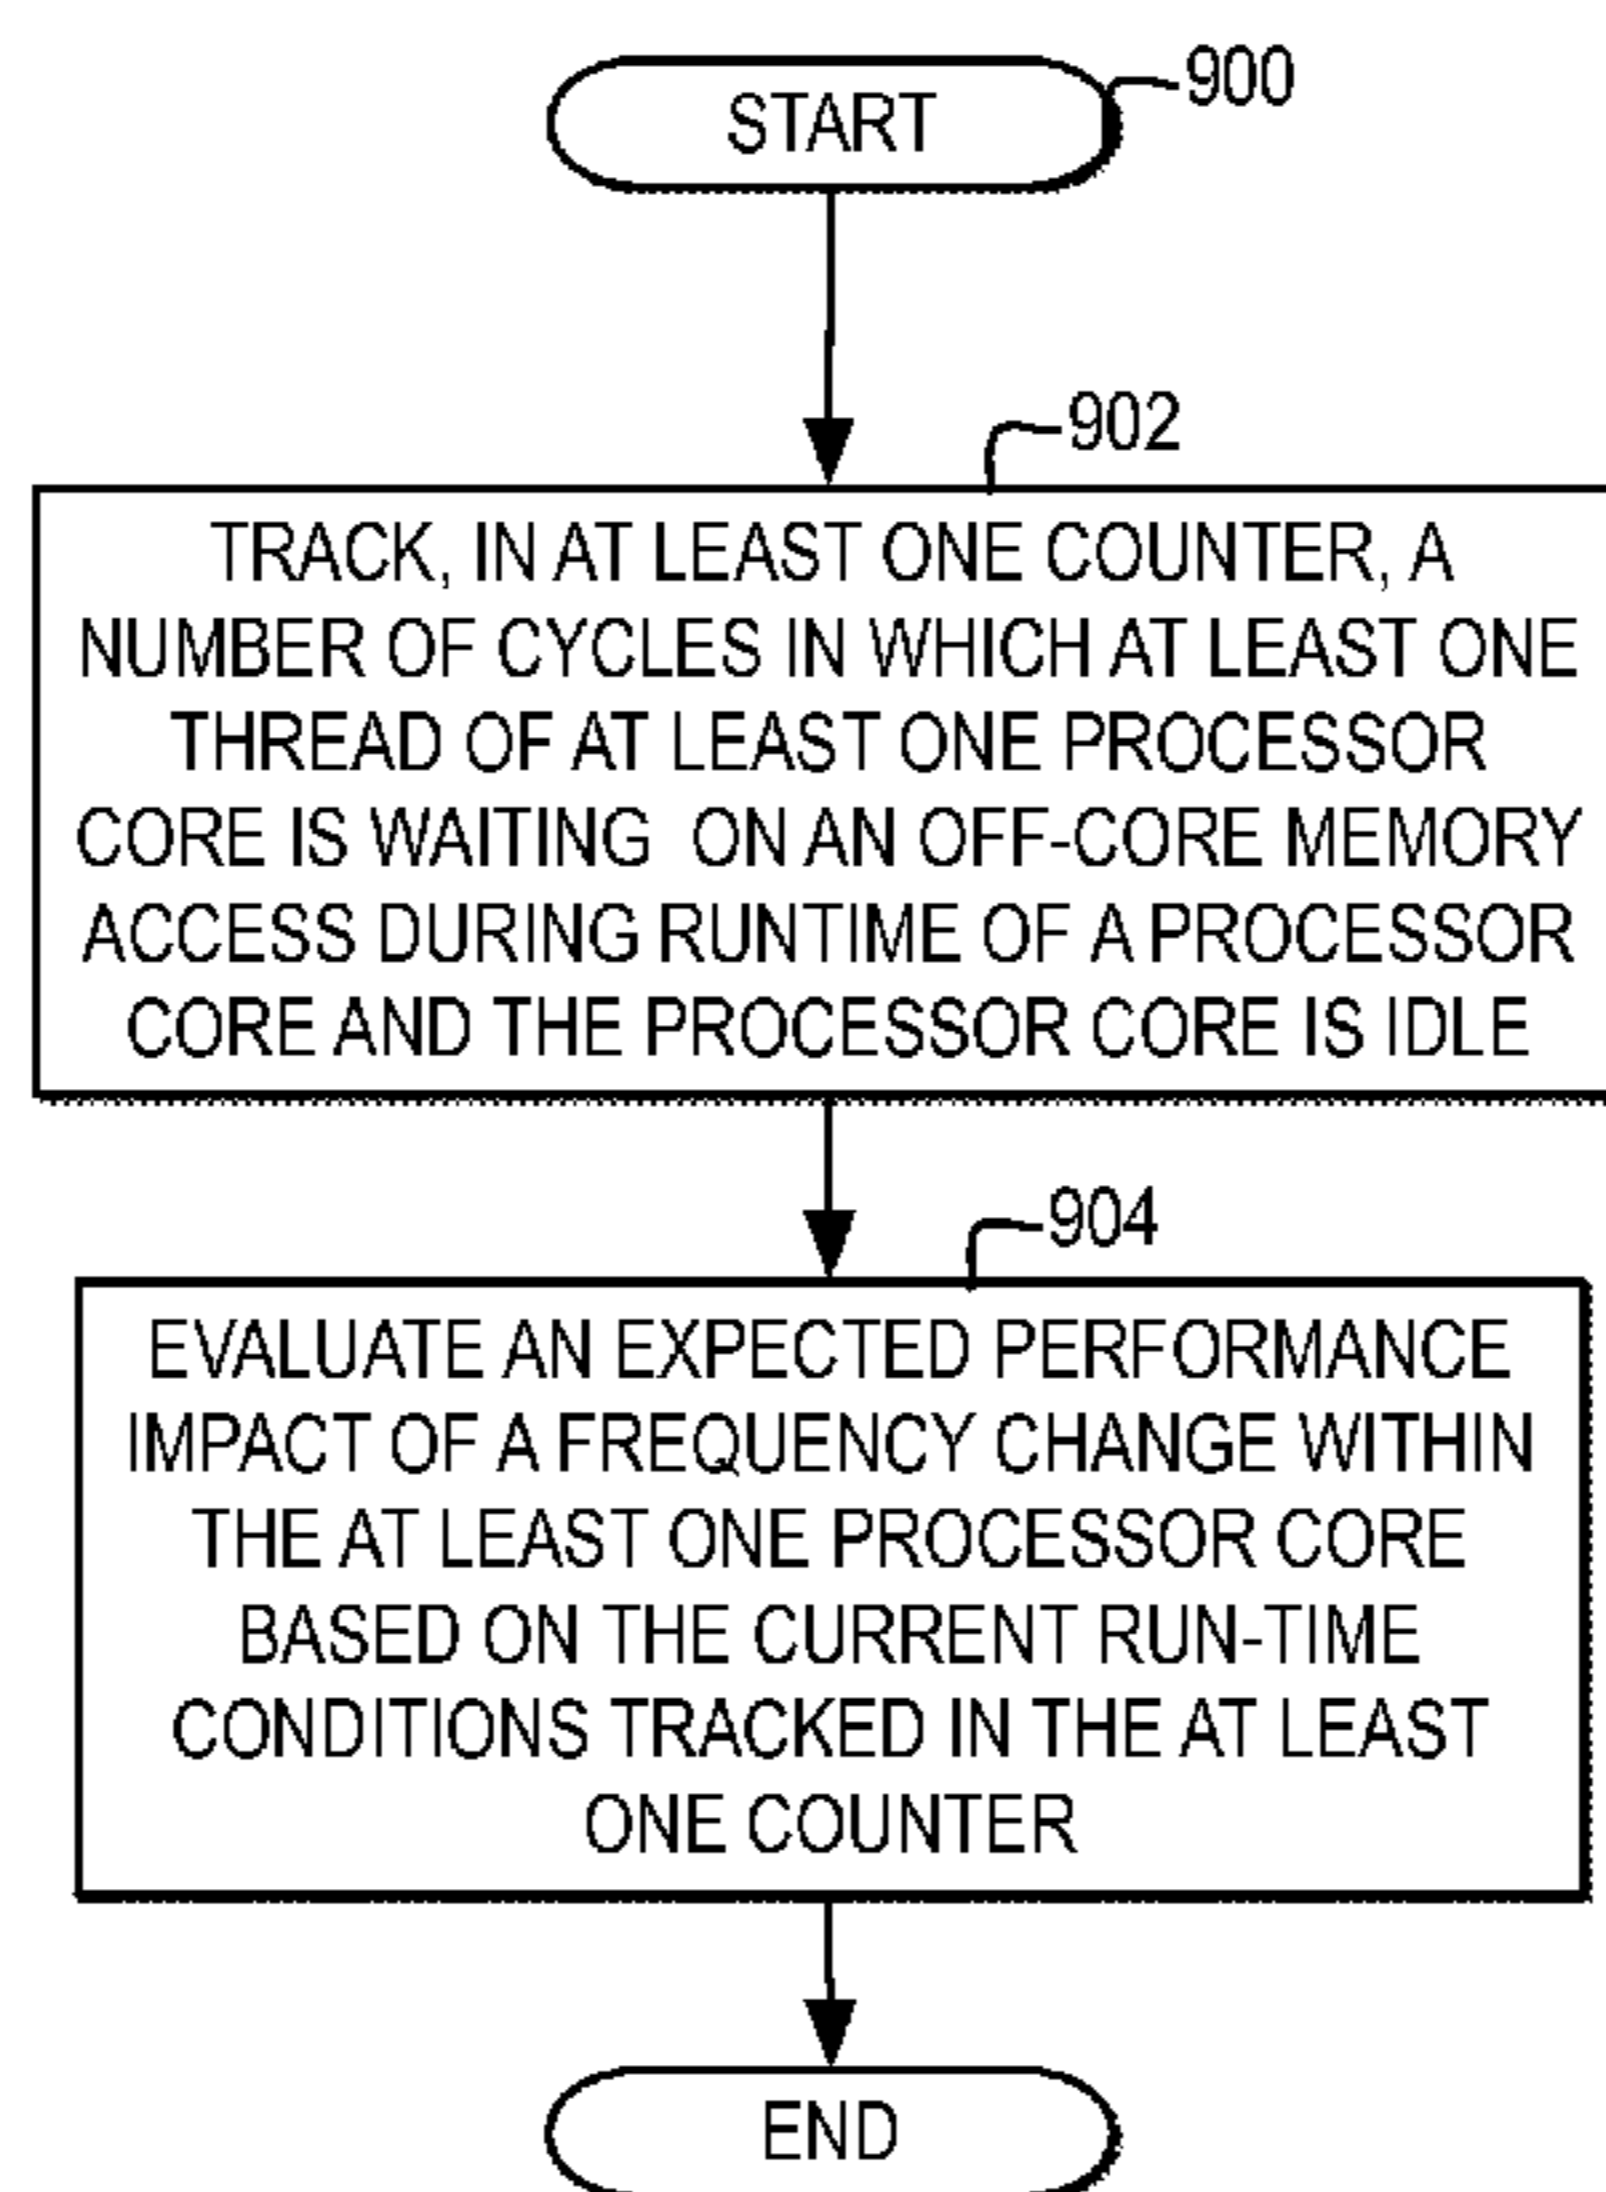 START
900
902
TRACK, IN AT LEAST ONE COUNTER, A
NUMBER OF CYCLES IN WHICH AT LEAST ONE
THREAD OF AT LEAST ONE PROCESSOR
CORE IS WAITING ON AN OFF-CORE MEMORY
ACCESS DURING RUNTIME OF A PROCESSOR
CORE AND THE PROCESSOR CORE IS IDLE
904
EVALUATE AN EXPECTED PERFORMANCE
IMPACT OF A FREQUENCY CHANGE WITHIN
THE AT LEAST ONE PROCESSOR CORE
BASED ON THE CURRENT RUN-TIME
CONDITIONS TRACKED IN THE AT LEAST
ONE COUNTER
END